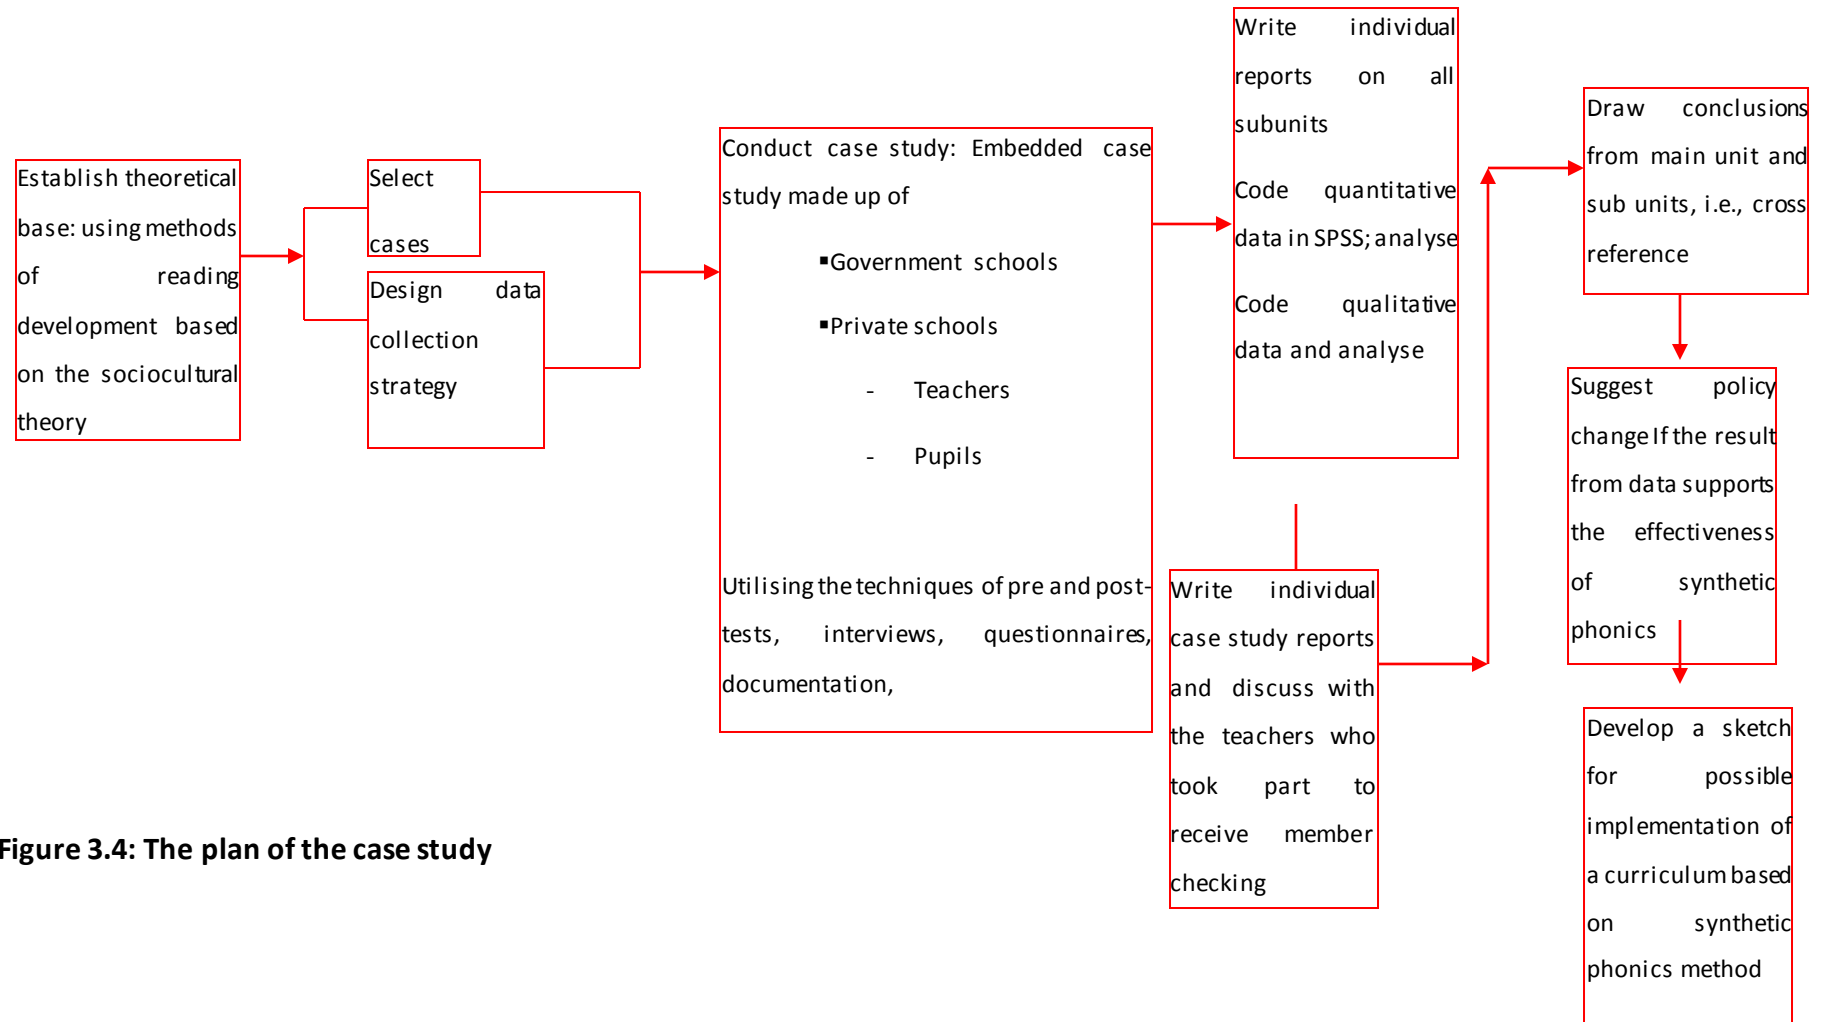 Establish theoretical
base: using methods
of reading
development based
on the sociocultural
theory
Select
cases
Design data
collection
strategy
Conduct case study: Embedded case
study made up of
▪Government schools
▪Private schools
- Teachers
- Pupils
Utilising the techniques of pre and post-
tests, interviews, questionnaires,
documentation,
Write individual
reports on all
subunits
Code quantitative
data in SPSS; analyse
Code qualitative
data and analyse
Write individual
case study reports
and discuss with
the teachers who
took part to
receive member
checking
Draw conclusions
from main unit and
sub units, i.e., cross
reference
Suggest policy
change If the result
from data supports
the effectiveness
of synthetic
phonics
Develop a sketch
for possible
implementation of
a curriculum based
on synthetic
phonics method
Figure 3.4: The plan of the case study